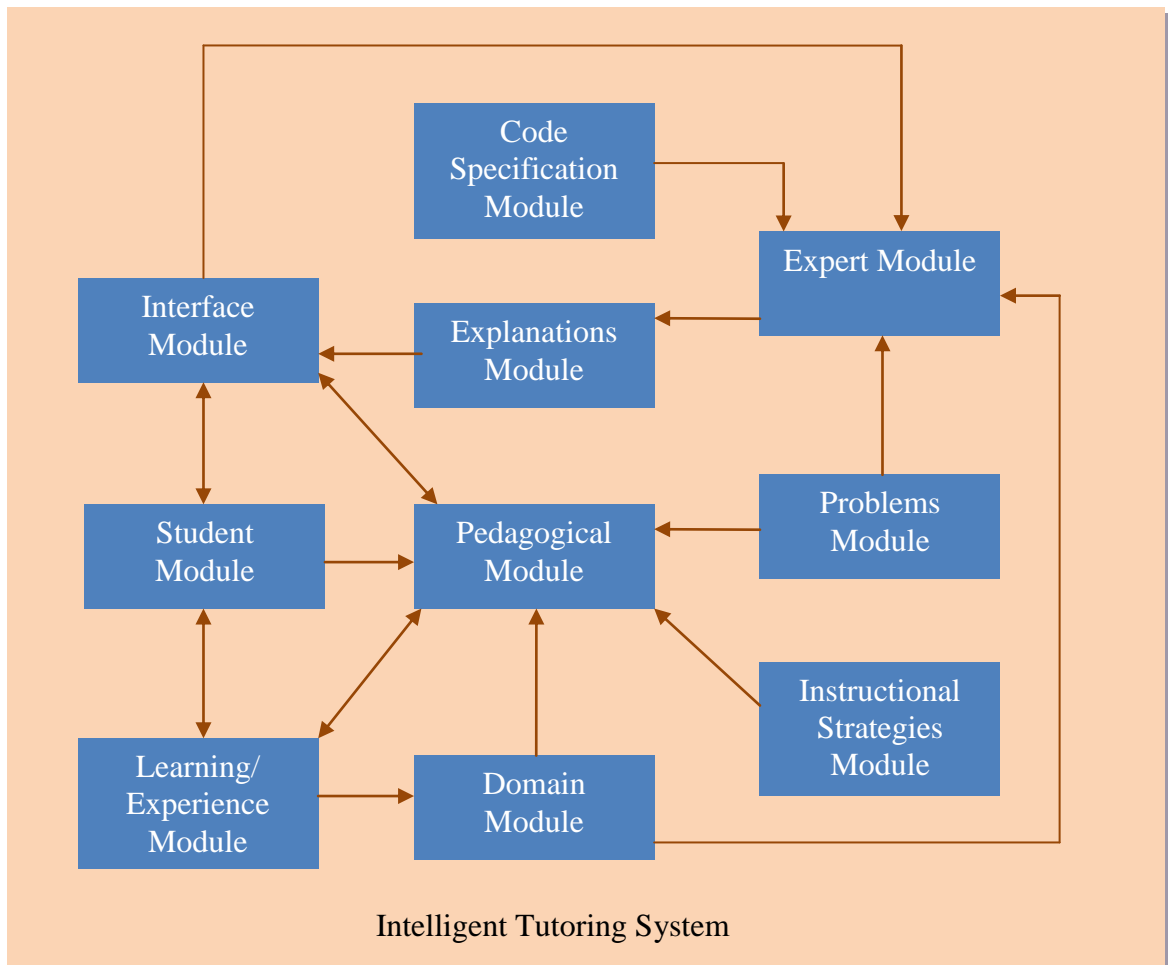 Code
Specification
Module
Expert Module
Interface
Module
Explanations
Module
Student
Module
Pedagogical
Module
Problems
Module
Instructional
Strategies
Module
Learning/
Experience
Module
Domain
Module
Intelligent Tutoring System